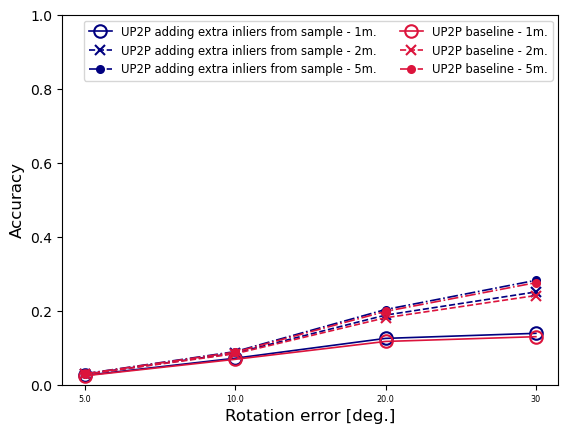 1.0
0.8
0.6
0.4
0.2
0.0
Accuracy
UP2P adding extra inliers from sample - 1m.
UP2P adding extra inliers from sample - 2m.
UP2P adding extra inliers from sample - 5m.
UP2P baseline - 1m.
UP2P baseline - 2m.
UP2P baseline - 5m.
5.0 10.0 20.0 30
Rotation error [deg.]